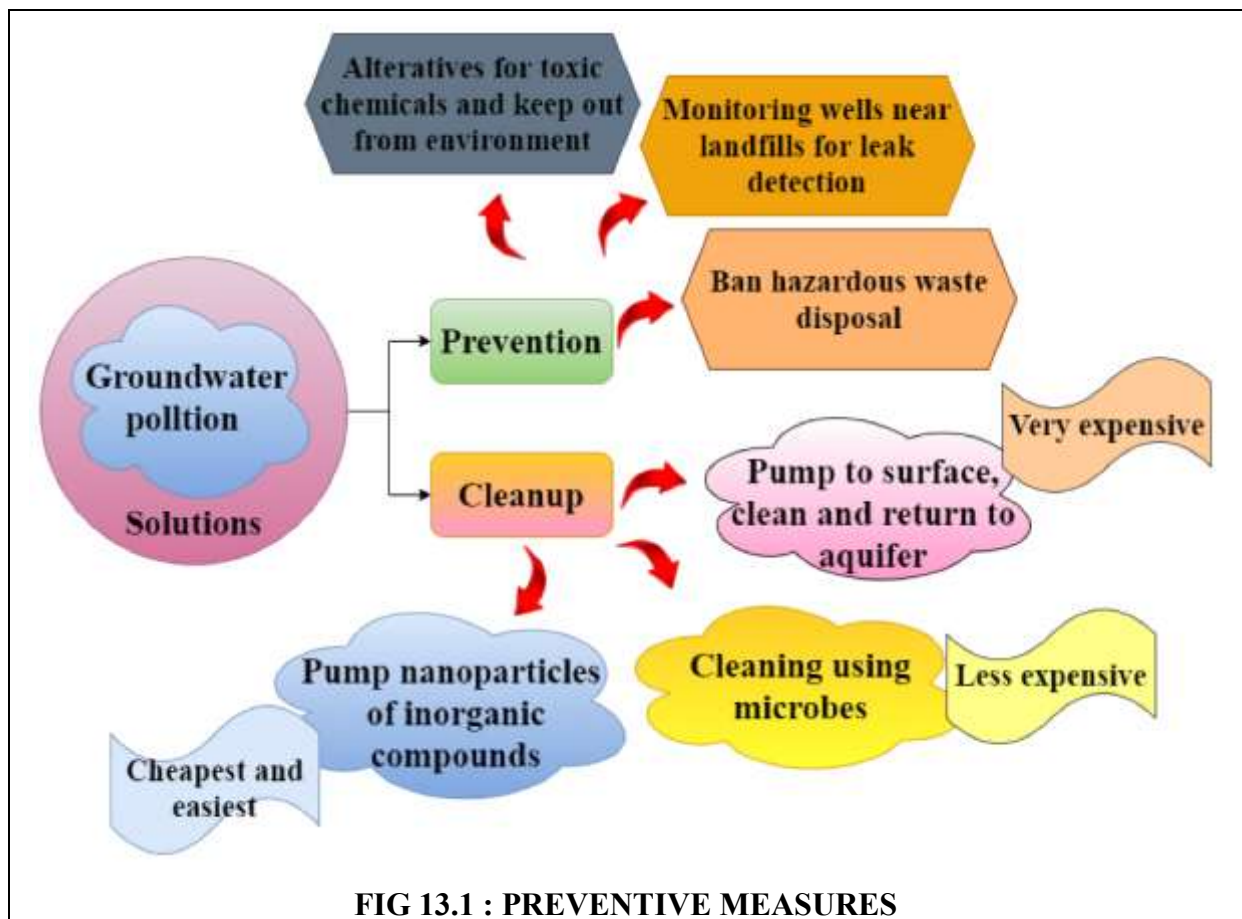 Alteratives for toxic
chemicals and keep out
from environment
Monitoring wells near
landfills for leak
detection
Ban hazardous waste
disposal
Prevention
Groundwater
polltion
Solutions
Cleanup
Very expensive
Pump to surface,
clean and return to
aquifer
Pump nanoparticles
of inorganic
compounds
Cheapest and
easiest
Cleaning using
microbes
Less expensive
FIG 13.1 : PREVENTIVE MEASURES